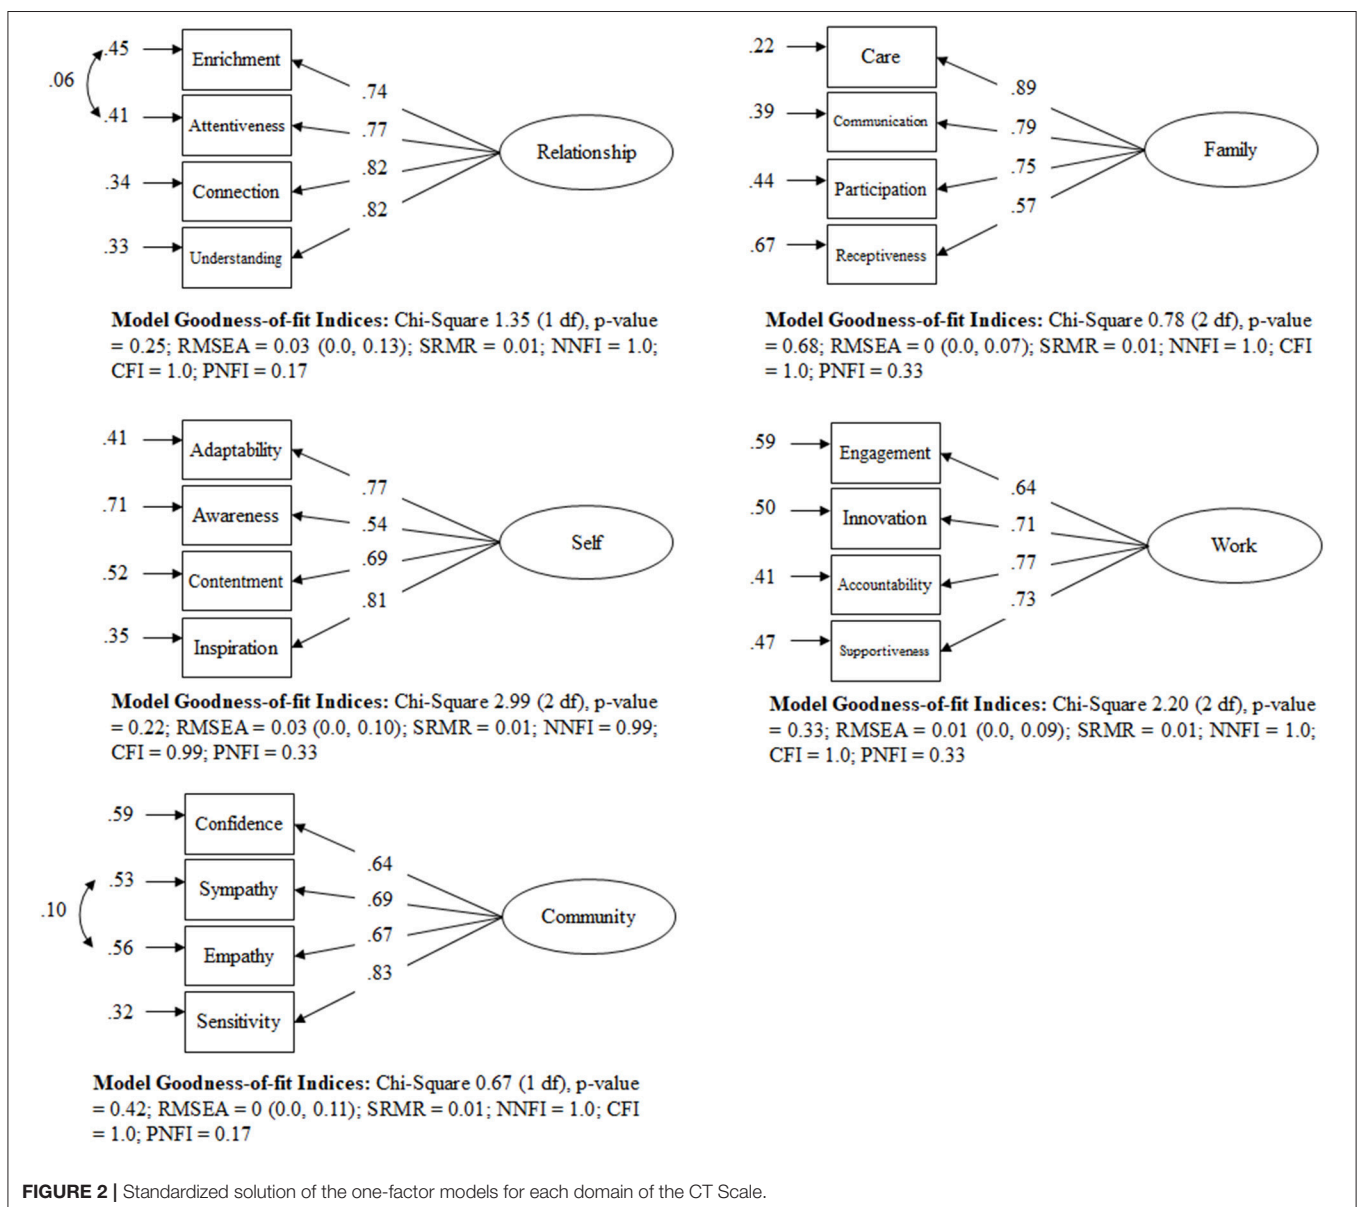 .45
Enrichment
.06
.74
.41
Attentiveness
.77
Relationship
.34
Connection
.82
.33
Understanding
.82
Model Goodness-of-fit Indices: Chi-Square 1.35 (1 df), p-value
= 0.25; RMSEA = 0.03 (0.0, 0.13); SRMR = 0.01; NNFI = 1.0;
CFI = 1.0; PNFI = 0.17
.22
Care
.89
.39
Communication
.79
Family
.44
Participation
.75
.67
Receptiveness
.57
Model Goodness-of-fit Indices: Chi-Square 0.78 (2 df), p-value
= 0.68; RMSEA = 0 (0.0, 0.07); SRMR = 0.01; NNFI = 1.0; CFI
= 1.0; PNFI = 0.33
.41
Adaptability
.77
.71
Awareness
.54
Self
.52
Contentment
.69
.35
Inspiration
.81
Model Goodness-of-fit Indices: Chi-Square 2.99 (2 df), p-value
= 0.22; RMSEA = 0.03 (0.0, 0.10); SRMR = 0.01; NNFI = 0.99;
CFI = 0.99; PNFI = 0.33
.59
Engagement
.64
.50
Innovation
.71
Work
.41
Accountability
.77
.47
Supportiveness
.73
Model Goodness-of-fit Indices: Chi-Square 2.20 (2 df), p-value
= 0.33; RMSEA = 0.01 (0.0, 0.09); SRMR = 0.01; NNFI = 1.0;
CFI = 1.0; PNFI = 0.33
.59
Confidence
.64
.53
Sympathy
.69
.10
Community
.56
Empathy
.67
.32
Sensitivity
.83
Model Goodness-of-fit Indices: Chi-Square 0.67 (1 df), p-value
= 0.42; RMSEA = 0 (0.0, 0.11); SRMR = 0.01; NNFI = 1.0; CFI
= 1.0; PNFI = 0.17
FIGURE 2 | Standardized solution of the one-factor models for each domain of the CT Scale.